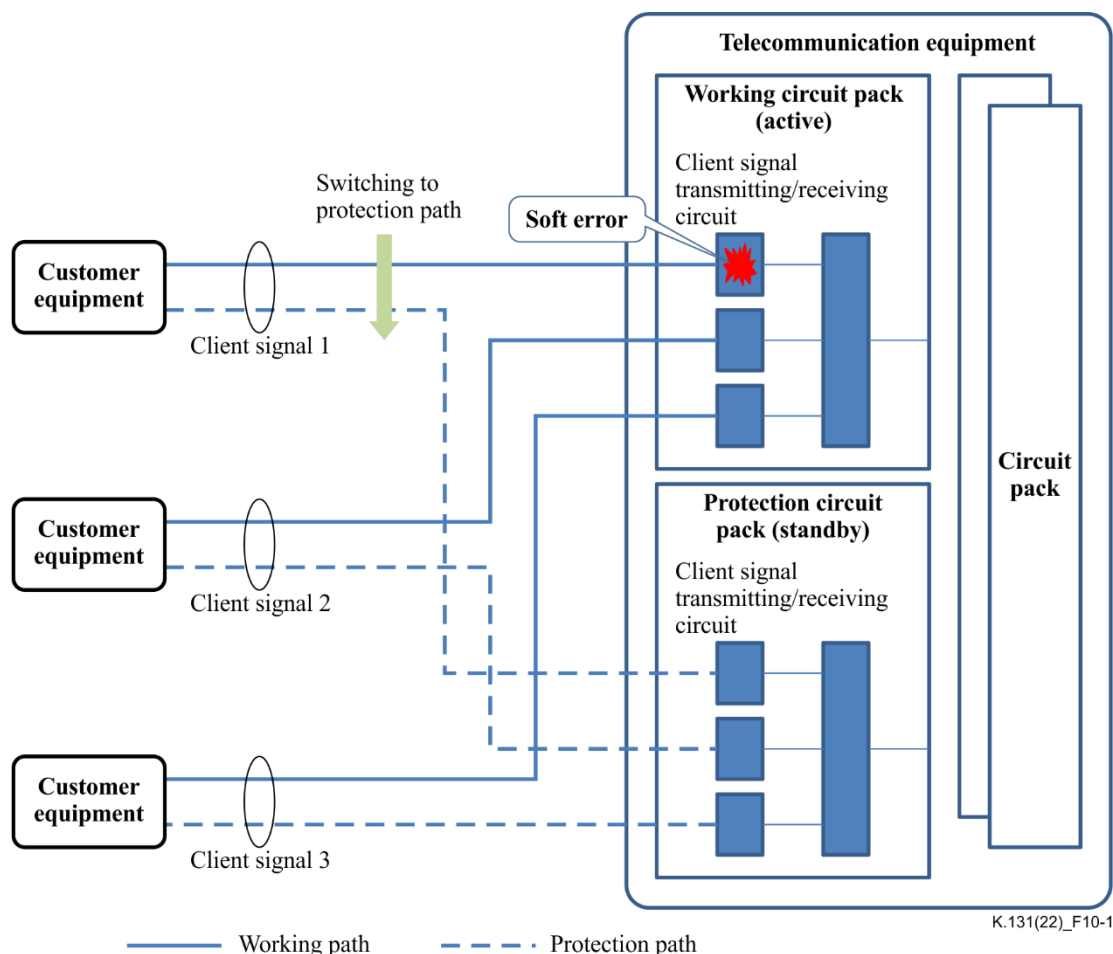 Telecommunication equipment
Working circuit pack
(active)
Client signal
transmitting/receiving
circuit
Switching to
protection path
Soft error
Customer
equipment
Client signal 1
Customer
equipment
Client signal 2
Customer
equipment
Client signal 3
Protection circuit
pack (standby)
Client signal
transmitting/receiving
circuit
Circuit
pack
K.131(22)_F10-1
Working path
Protection path